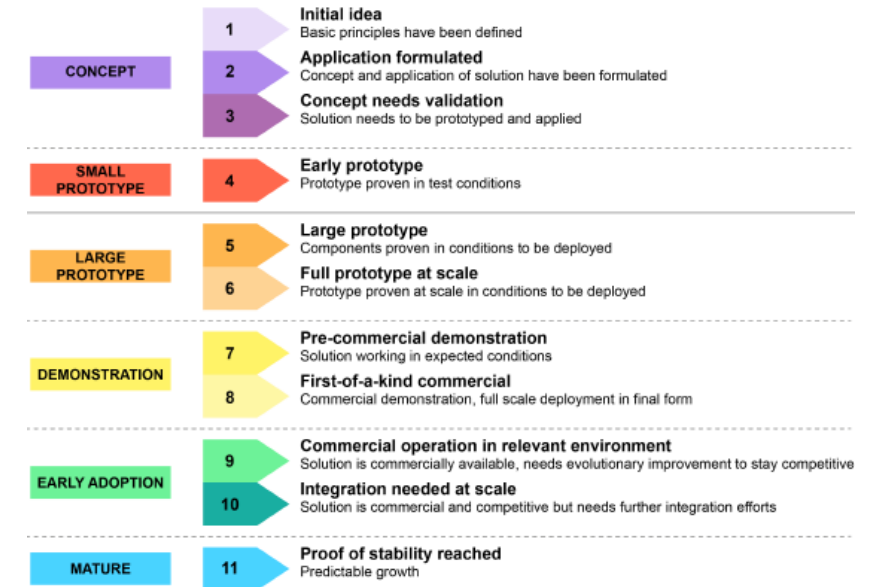 1
Initial idea
Basic principles have been defined
CONCEPT
2
Application formulated
Concept and application of solution have been formulated
3
Concept needs validation
Solution needs to be prototyped and applied
SMALL
PROTOTYPE
4
Early prototype
Prototype proven in test conditions
LARGE
PROTOTYPE
5
Large prototype
Components proven in conditions to be deployed
6
Full prototype at scale
Prototype proven at scale in conditions to be deployed
DEMONSTRATION
7
Pre-commercial demonstration
Solution working in expected conditions
8
First-of-a-kind commercial
Commercial demonstration, full scale deployment in final form
EARLY ADOPTION
9
Commercial operation in relevant environment
Solution is commercially available, needs evolutionary improvement to stay competitive
10
Integration needed at scale
Solution is commercial and competitive but needs further integration efforts
MATURE
11
Proof of stability reached
Predictable growth